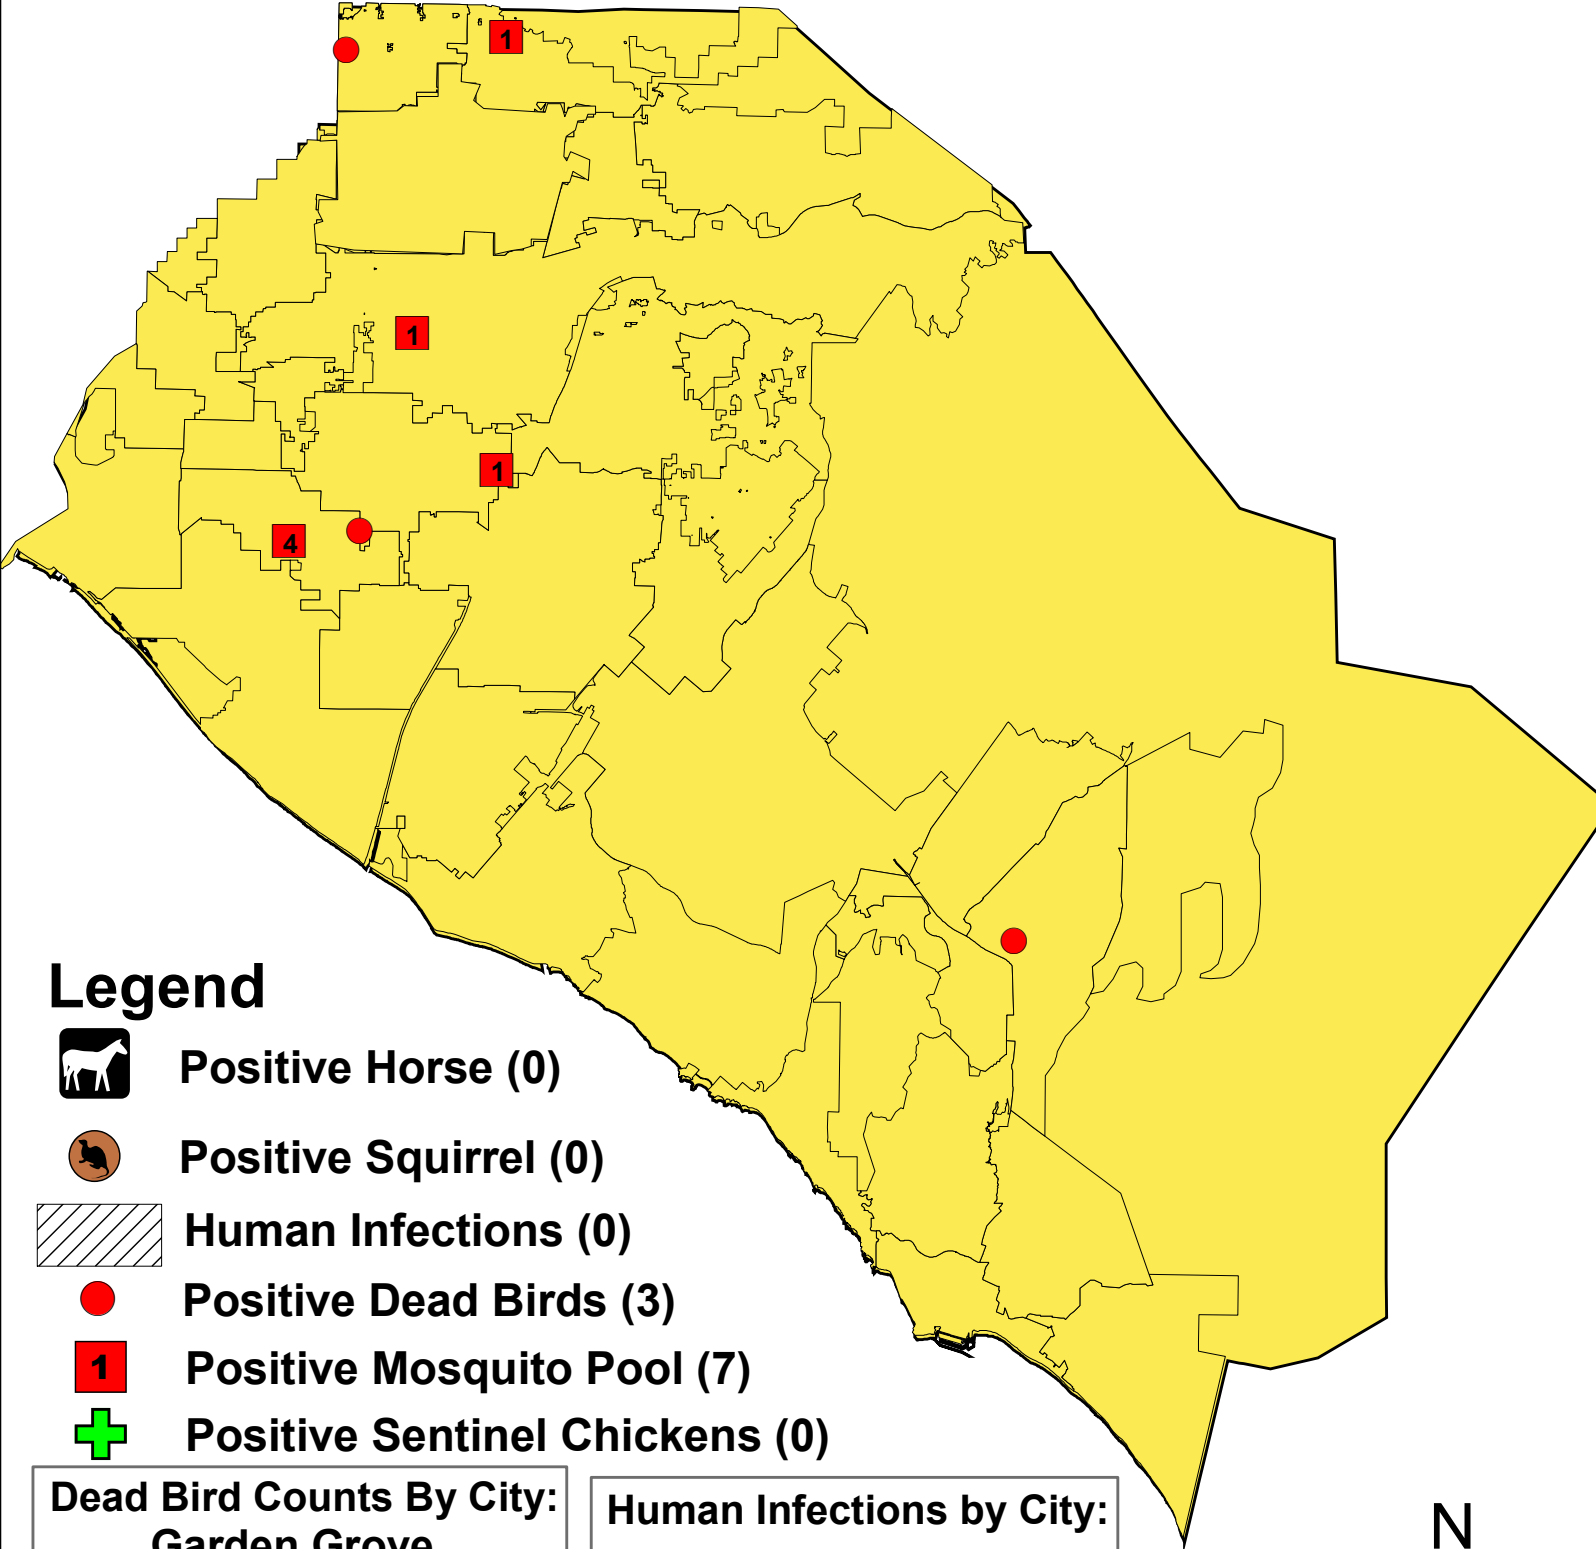 1
1
1
4
Legend
Positive Horse (0)
Positive Squirrel (0)
Human Infections (0)
Positive Dead Birds (3)
1 Positive Mosquito Pool (7)
Positive Sentinel Chickens (0)
Dead Bird Counts By City:
Garden Grove
Human Infections by City:
N